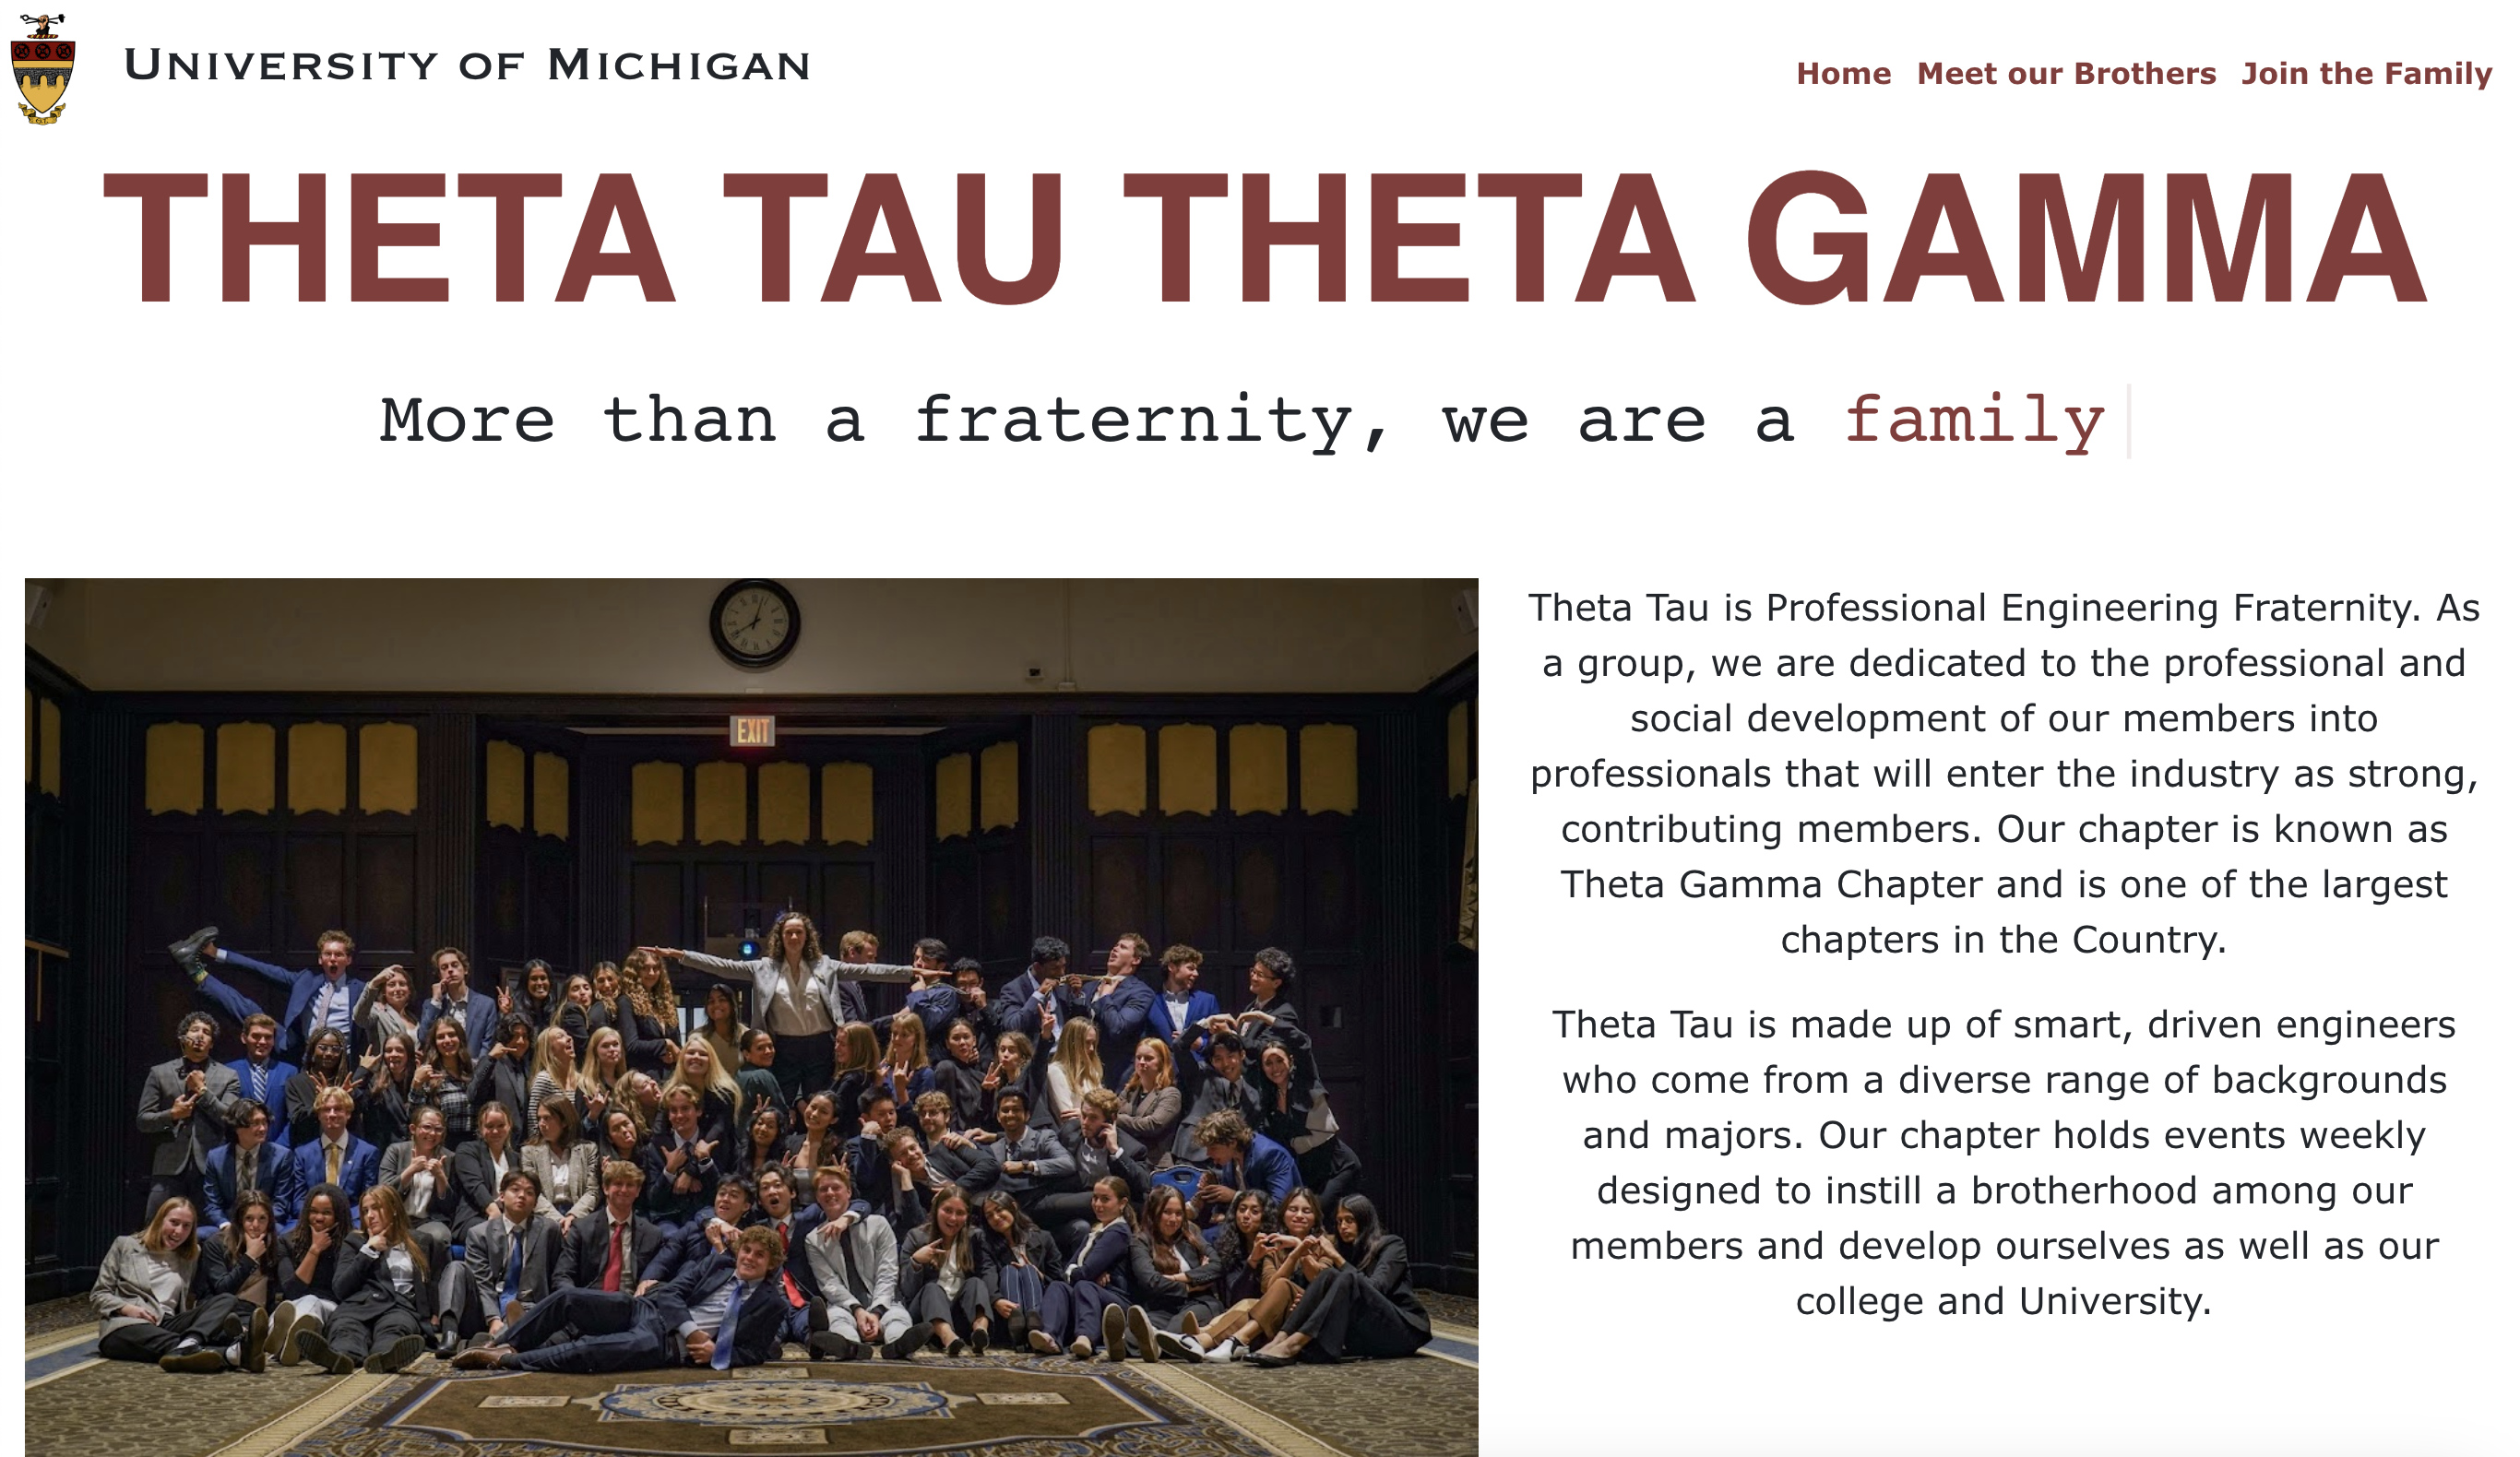 UNIVERSITY OF MICHIGAN
Home Meet our Brothers Join the Family
THETA TAU THETA GAMMA
More than a fraternity, we are a family
EXIT
Theta Tau is Professional Engineering Fraternity. As
a group, we are dedicated to the professional and
social development of our members into
professionals that will enter the industry as strong,
contributing members. Our chapter is known as
Theta Gamma Chapter and is one of the largest
chapters in the Country.
Theta Tau is made up of smart, driven engineers
who come from a diverse range of backgrounds
and majors. Our chapter holds events weekly
designed to instill a brotherhood among our
members and develop ourselves as well as our
college and University.